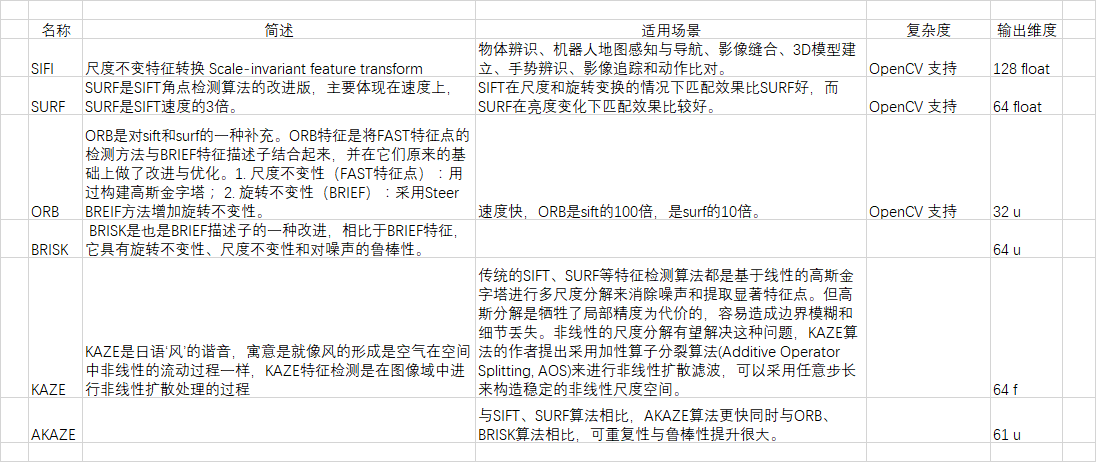 名称 简述 适用场景 复杂度 输出维度
SIFI 尺度不变特征转换 Scale-invariant feature transform 物体辨识、机器人地图感知与导航、影像缝合、3D模型建
立、手势辨识、影像追踪和动作比对。 OpenCV 支持 128 float
SURF SURF是SIFT角点检测算法的改进版，主要体现在速度上，
SURF是SIFT速度的3倍。 SIFT在尺度和旋转变换的情况下匹配效果比SURF好，而
SURF在亮度变化下匹配效果比较好。 OpenCV 支持 64 float
ORB ORB是对sift和surf的一种补充。ORB特征是将FAST特征点的
检测方法与BRIEF特征描述子结合起来，并在它们原来的基
础上做了改进与优化。1. 尺度不变性（FAST特征点）：用
过构建高斯金字塔； 2. 旋转不变性（BRIEF）：采用Steer
BREIF方法增加旋转不变性。 速度快，ORB是sift的100倍，是surf的10倍。 OpenCV 支持 32 u
BRISK BRISK是也是BRIEF描述子的一种改进，相比于BRIEF特征，
它具有旋转不变性、尺度不变性和对噪声的鲁棒性。 64 u
KAZE KAZE是日语‘风’的谐音，寓意是就像风的形成是空气在空间
中非线性的流动过程一样，KAZE特征检测是在图像域中进
行非线性扩散处理的过程 传统的SIFT、SURF等特征检测算法都是基于线性的高斯金
字塔进行多尺度分解来消除噪声和提取显著特征点。但高
斯分解是牺牲了局部精度为代价的，容易造成边界模糊和
细节丢失。非线性的尺度分解有望解决这种问题，KAZE算
法的作者提出采用加性算子分裂算法(Additive Operator
Splitting, AOS)来进行非线性扩散滤波，可以采用任意步长
来构造稳定的非线性尺度空间。 64 f
AKAZE 与SIFT、SURF算法相比，AKAZE算法更快同时与ORB、
BRISK算法相比，可重复性与鲁棒性提升很大。 61 u